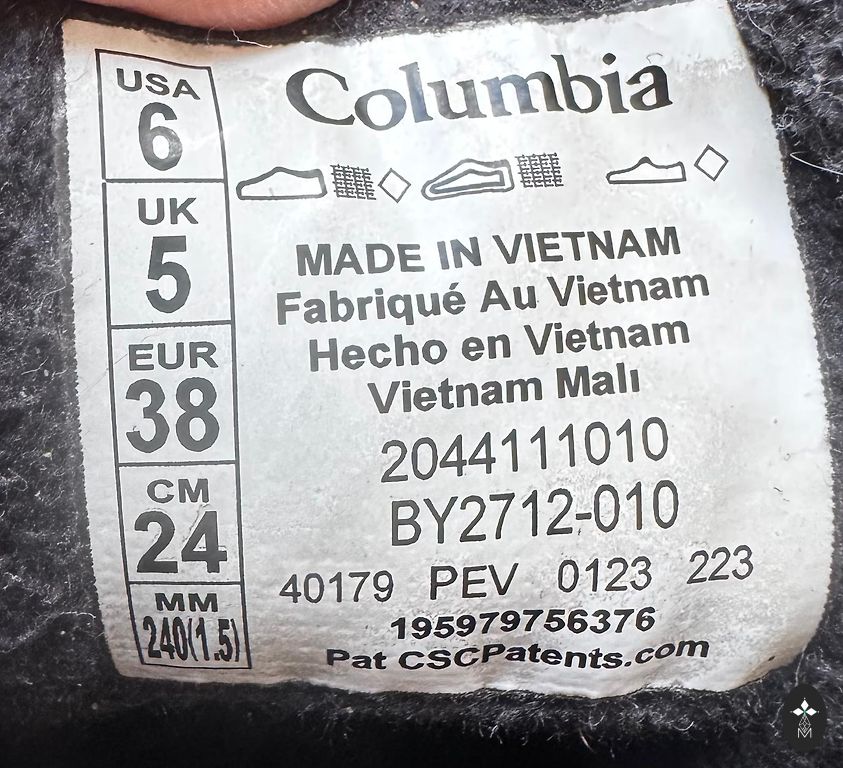 USA
6
UK
5
EUR
38
CM
24
MM
240(1.5)
Columbia
MADE IN VIETNAM
Fabriqué Au Vietnam
Hecho en Vietnam
Vietnam Malı
2044111010
BY2712-010
40179 PEV 0123 223
195979756376
Pat CSCPatents.com
M